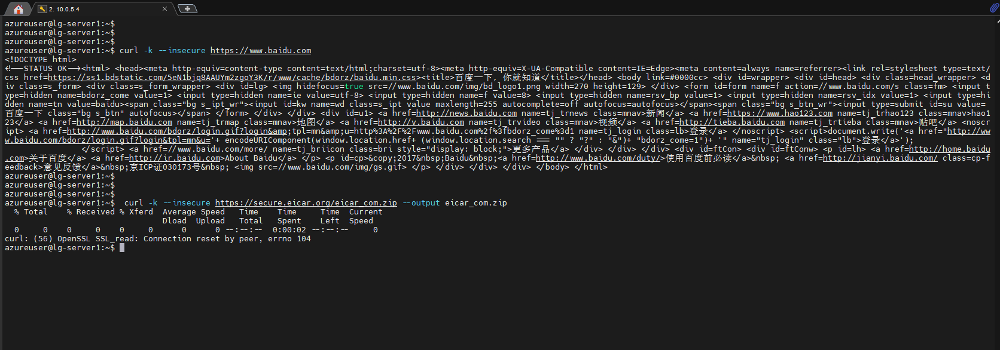 2. 10.0.5.4
azureuser@lg-server1:~$
azureuser@lg-server1:~$
azureuser@lg-server1:~$
azureuser@lg-server1:~$ curl -k --insecure https://www.baidu.com
<!DOCTYPE html>
<!--STATUS OK--><html> <head><meta http-equiv=content-type content=text/html;charset=utf-8><meta http-equiv=X-UA-Compatible content=IE=Edge><meta content=always name=referrer><link rel=stylesheet type=text/
css href=https://ss1.bdstatic.com/5eN1bjq8AAUYm2zgoY3K/r/www/cache/bdorz/baidu.min.css><title>百度一下，你就知道</title></head> <body link=#0000cc> <div id=wrapper> <div id=head> <div class=head_wrapper> <d
iv class=s_form> <div class=s_form_wrapper> <div id=lg> <img hidefocus=true src=//www.baidu.com/img/bd_logo1.png width=270 height=129> </div> <form id=form name=f action=//www.baidu.com/s class=fm> <input t
ype=hidden name=bdorz_come value=1> <input type=hidden name=ie value=utf-8> <input type=hidden name=f value=8> <input type=hidden name=rsv_bp value=1> <input type=hidden name=rsv_idx value=1> <input type=hi
dden name=tn value=baidu><span class="bg s_ipt_wr"><input id=kw name=wd class=s_ipt value maxlength=255 autocomplete=off autofocus=autofocus></span><span class="bg s_btn_wr"><input type=submit id=su value=
百度一下 class="bg s_btn" autofocus></span> </form> </div> </div> <div id=u1> <a href=http://news.baidu.com name=tj_trnews class=mnav>新闻</a> <a href=https://www.hao123.com name=tj_trhao123 class=mnav>hao1
23</a> <a href=http://map.baidu.com name=tj_trmap class=mnav>地图</a> <a href=http://v.baidu.com name=tj_trvideo class=mnav>视频</a> <a href=http://tieba.baidu.com name=tj_trtieba class=mnav>贴吧</a> <noscr
ipt> <a href=http://www.baidu.com/bdorz/login.gif?login&amp;tpl=mn&amp;u=http%3A%2F%2Fwww.baidu.com%2f%3fbdorz_come%3d1 name=tj_login class=lb>登录</a> </noscript> <script>document.write('<a href="http://ww
w.baidu.com/bdorz/login.gif?login&tpl=mn&u='+ encodeURIComponent(window.location.href+ (window.location.search === "" ? "?" : "&")+ "bdorz_come=1")+ '" name="tj_login" class="lb">登录</a>');
</script> <a href=//www.baidu.com/more/ name=tj_briicon class=bri style="display: block;">更多产品</a> </div> </div> </div> <div id=ftCon> <div id=ftConw> <p id=lh> <a href=http://home.baidu
.com>关于百度</a> <a href=http://ir.baidu.com>About Baidu</a> </p> <p id=cp>&copy;2017&nbsp;Baidu&nbsp;<a href=http://www.baidu.com/duty/>使用百度前必读</a>&nbsp; <a href=http://jianyi.baidu.com/ class=cp-f
eedback>意见反馈</a>&nbsp;京ICP证030173号&nbsp; <img src=//www.baidu.com/img/gs.gif> </p> </div> </div> </div> </body> </html>
azureuser@lg-server1:~$
azureuser@lg-server1:~$
azureuser@lg-server1:~$
azureuser@lg-server1:~$  curl -k --insecure https://secure.eicar.org/eicar_com.zip --output eicar_com.zip
% Total    % Received % Xferd  Average Speed   Time    Time     Time  Current
Dload  Upload   Total   Spent    Left  Speed
0     0    0     0    0     0      0      0 --:--:--  0:00:02 --:--:--     0
curl: (56) OpenSSL SSL_read: Connection reset by peer, errno 104
azureuser@lg-server1:~$